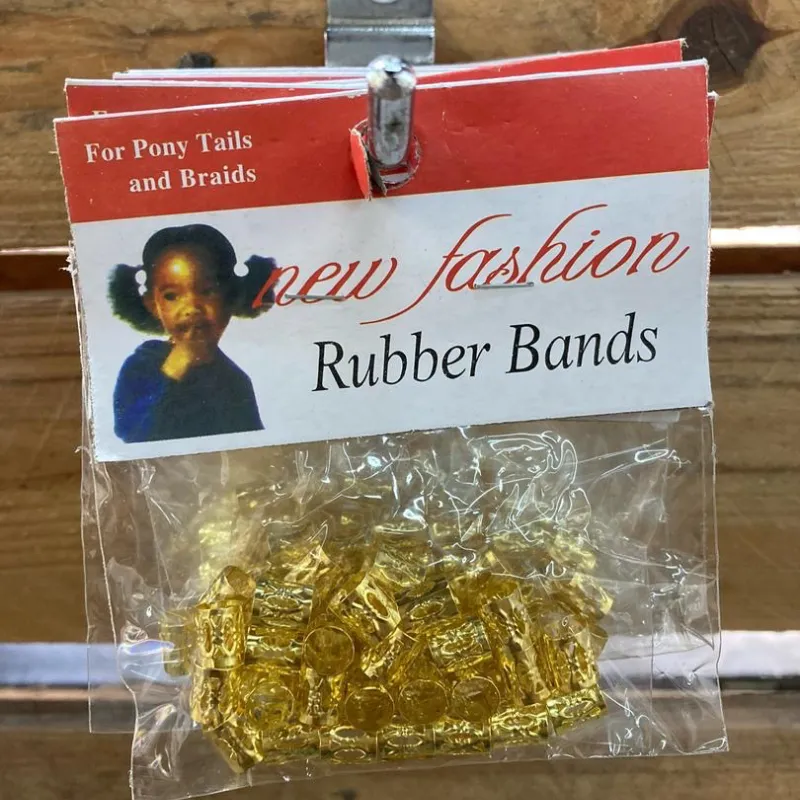 For Pony Tails
and Braids
new fashion
Rubber Bands